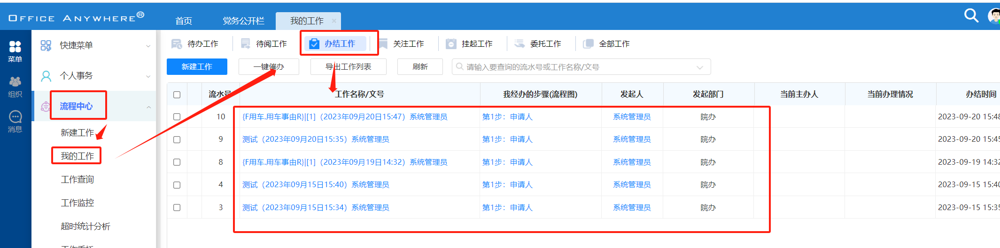 OFFICE ANYWHERE®
首页
党务公开栏
我的工作
菜单
组织
消息
快捷菜单
个人事务
流程中心
新建工作
我的工作
工作查询
工作监控
超时统计分析
待办工作
待阅工作
办结工作
关注工作
挂起工作
委托工作
全部工作
新建工作
一键催办
导出工作列表
刷新
请输入要查询的流水号或工作名称/文号
流水号 工作名称/文号 我经办的步骤(流程图) 发起人 发起部门 当前主办人 当前办理情况 办结时间
10 {F用车.用车事由R}|[1]（2023年09月20日15:47）系统管理员 第1步：申请人 系统管理员 院办 2023-09-20 15:48
9 测试（2023年09月20日15:35）系统管理员 第1步：申请人 系统管理员 院办 2023-09-20 15:45
8 {F用车.用车事由R}|[1]（2023年09月19日14:32）系统管理员 第1步：申请人 系统管理员 院办 2023-09-19 14:32
4 测试（2023年09月15日15:40）系统管理员 第1步：申请人 系统管理员 院办 2023-09-15 15:40
3 测试（2023年09月15日15:34）系统管理员 第1步：申请人 系统管理员 院办 2023-09-15 15:35